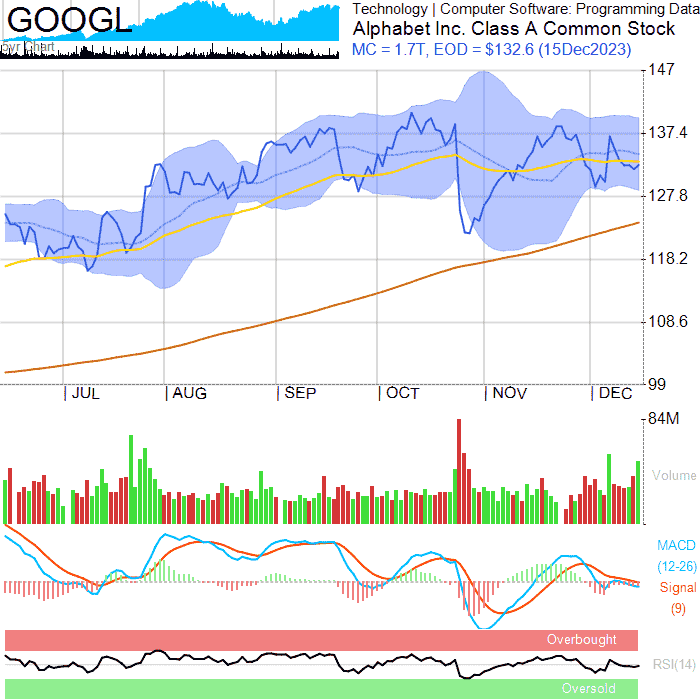 GOOGL
Technology | Computer Software: Programming Data
Alphabet Inc. Class A Common Stock
MC = 1.7T, EOD = $132.6 (15Dec2023)
Chart
147
137.4
127.8
118.2
108.6
99
JUL
AUG
SEP
OCT
NOV
DEC
84M
Volume
MACD
(12-26)
Signal
(9)
Overbought
RSI(14)
Oversold